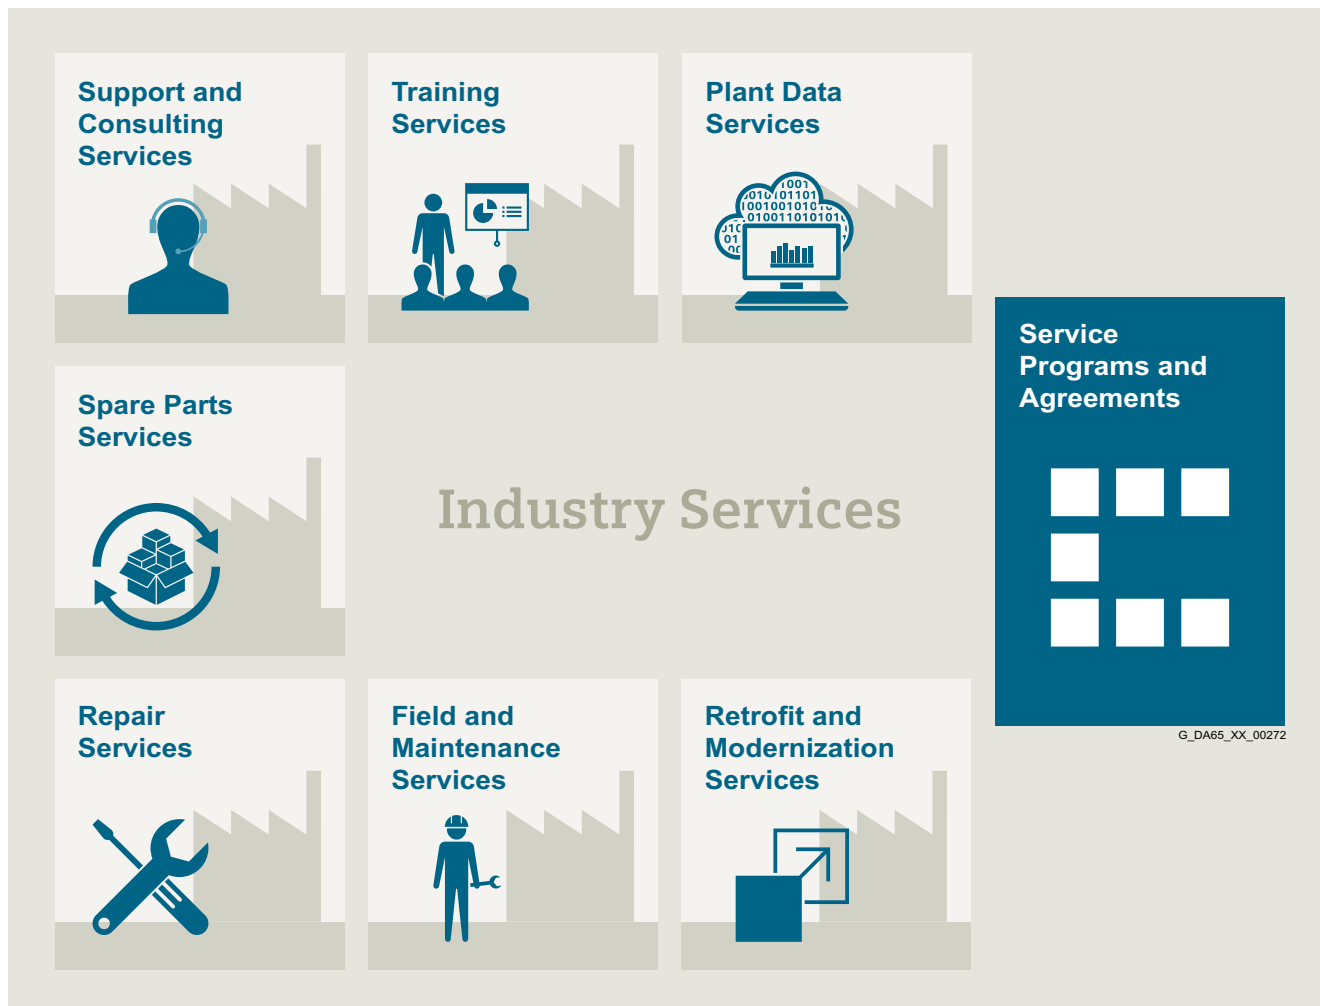 Support and
Consulting
Services
Training
Services
Plant Data
Services
Service
Programs and
Agreements
Spare Parts
Services
Industry Services
Repair
Services
Field and
Maintenance
Services
Retrofit and
Modernization
Services
G_DA65_XX_00272